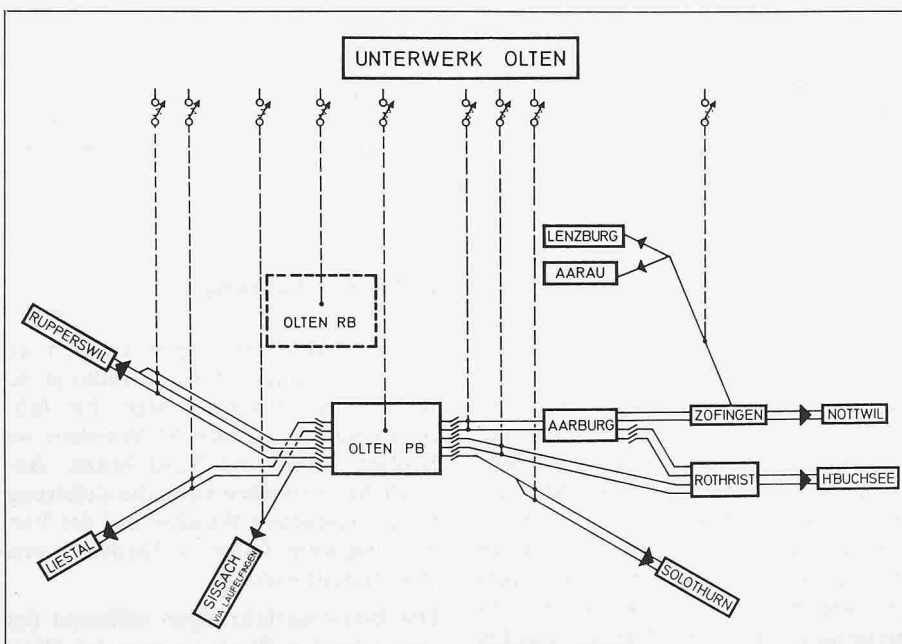 UNTERWERK OLTEN
LENZBURG
AARAU
OLTEN RB
RUPPERSWIL
OLTEN PB
AARBURG
ZOFINGEN
NOTTWIL
ROTHRIST
H'BUCHSEE
LIESTAL
SISSACH
VIA LÄUFELFINGEN
SOLOTHURN